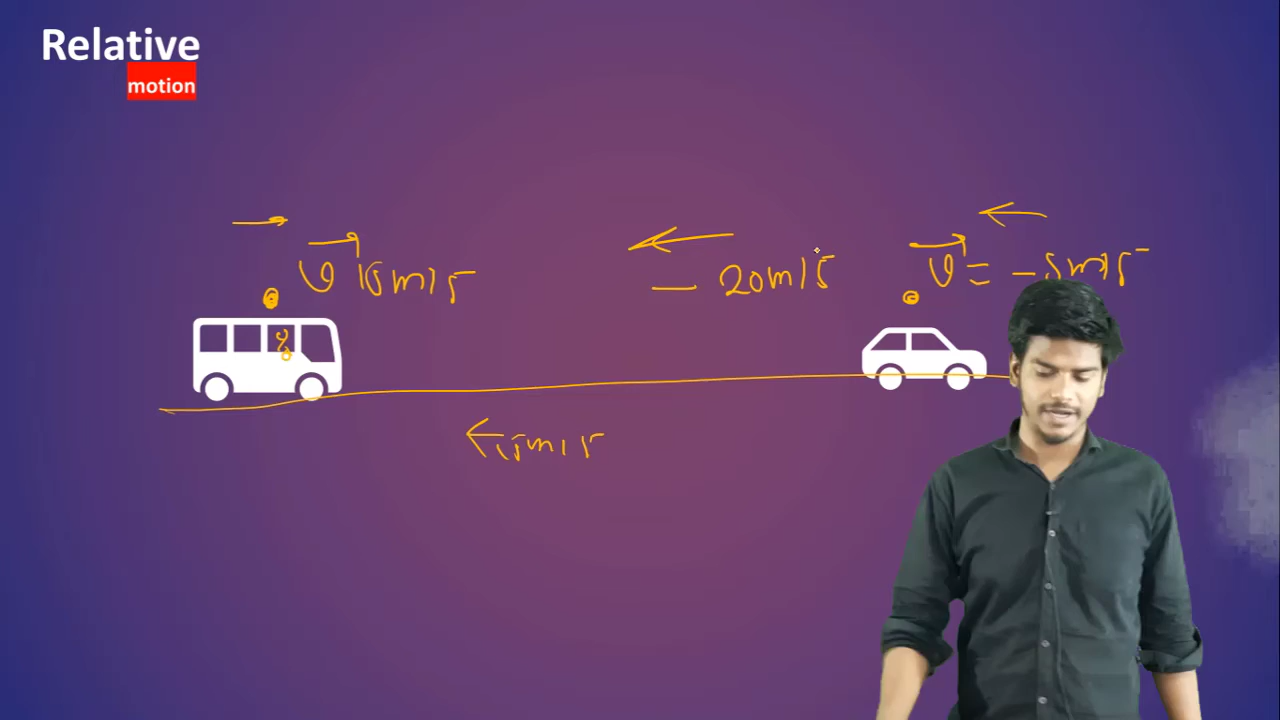 Relative
motion
v 15m/s
- 20m/s
v = -5m/s
15m/s